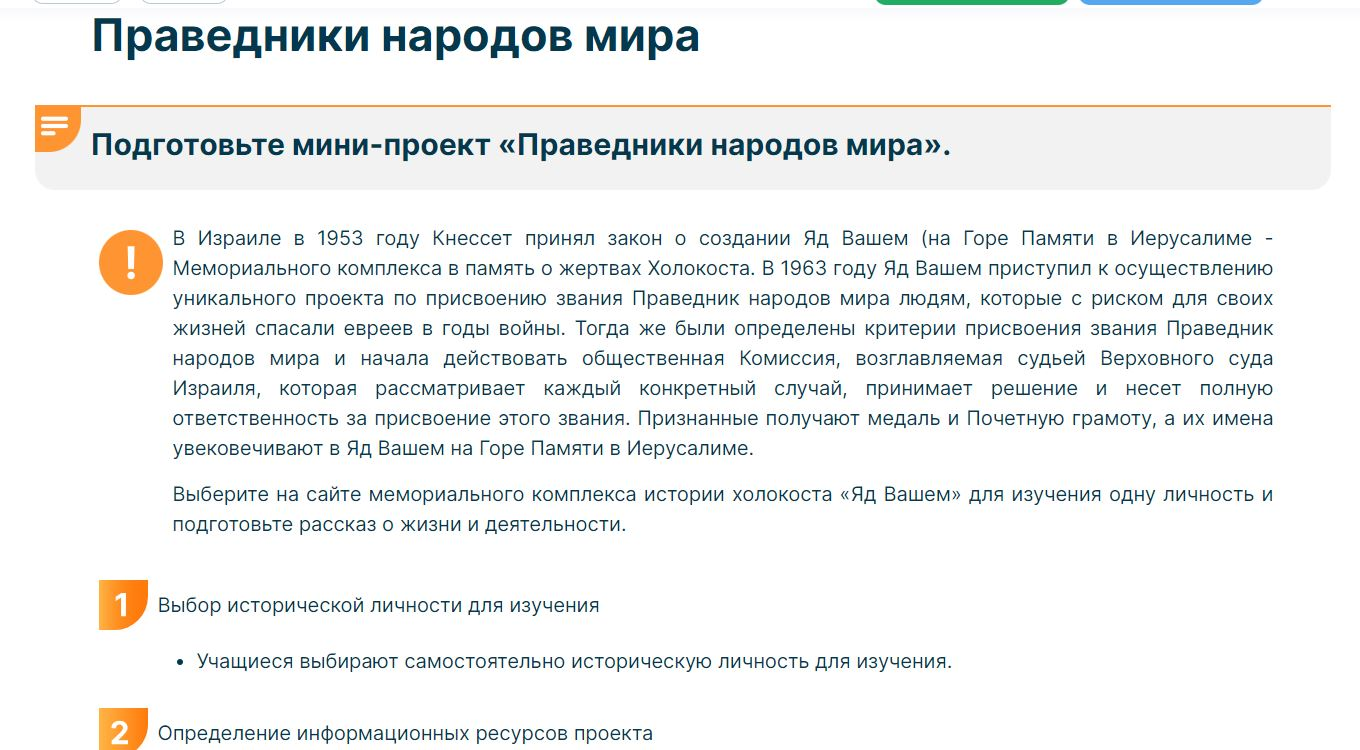 Праведники народов мира
Подготовьте мини-проект «Праведники народов мира».
!
В Израиле в 1953 году Кнессет принял закон о создании Яд Вашем (на Горе Памяти в Иерусалиме -
Мемориального комплекса в память о жертвах Холокоста. В 1963 году Яд Вашем приступил к осуществлению
уникального проекта по присвоению звания Праведник народов мира людям, которые с риском для своих
жизней спасали евреев в годы войны. Тогда же были определены критерии присвоения звания Праведник
народов мира и начала действовать общественная Комиссия, возглавляемая судьей Верховного суда
Израиля, которая рассматривает каждый конкретный случай, принимает решение и несет полную
ответственность за присвоение этого звания. Признанные получают медаль и Почетную грамоту, а их имена
увековечивают в Яд Вашем на Горе Памяти в Иерусалиме.
Выберите на сайте мемориального комплекса истории холокоста «Яд Вашем» для изучения одну личность и
подготовьте рассказ о жизни и деятельности.
1 Выбор исторической личности для изучения
• Учащиеся выбирают самостоятельно историческую личность для изучения.
2 Определение информационных ресурсов проекта